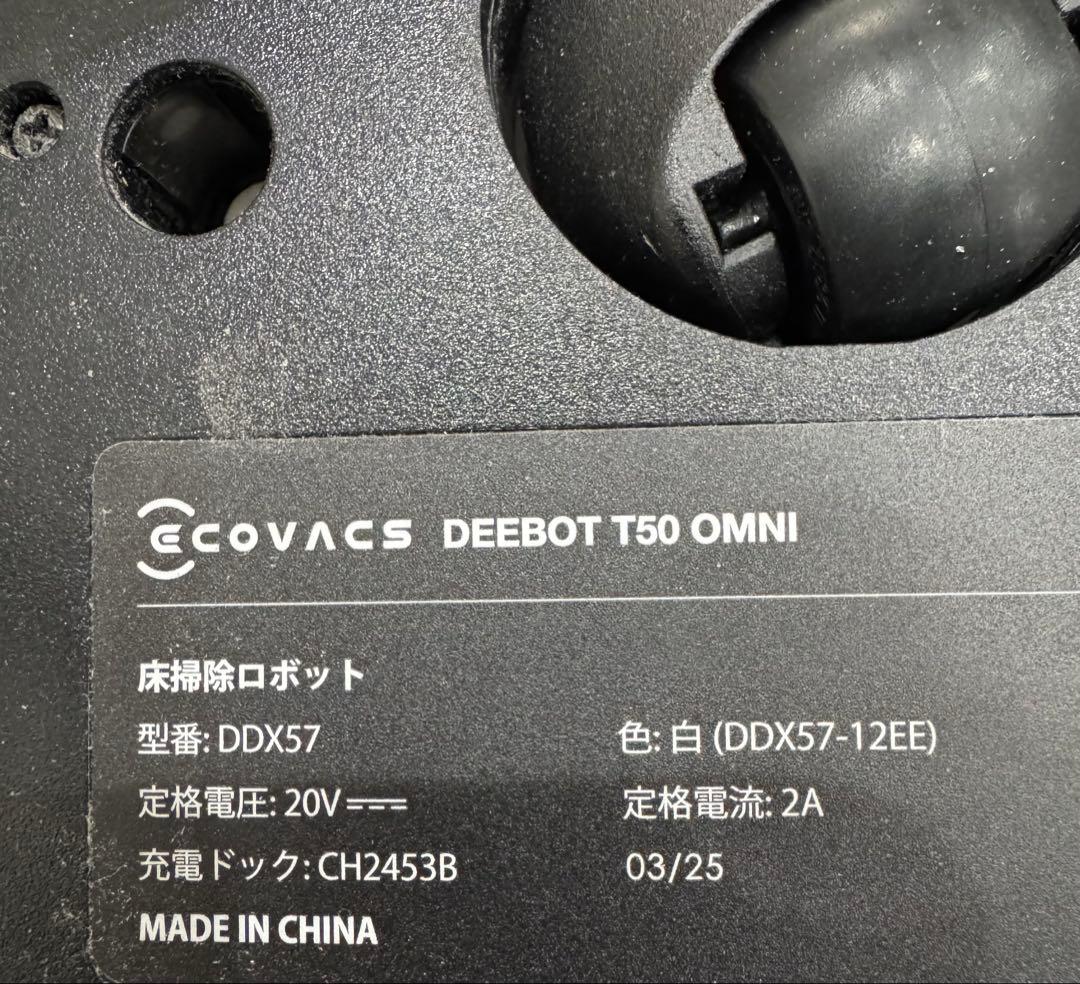 ECOVACS DEEBOT T50 OMNI
床掃除ロボット
型番: DDX57 色: 白 (DDX57-12EE)
定格電圧: 20V⎓ 定格電流: 2A
充電ドック: CH2453B 03/25
MADE IN CHINA